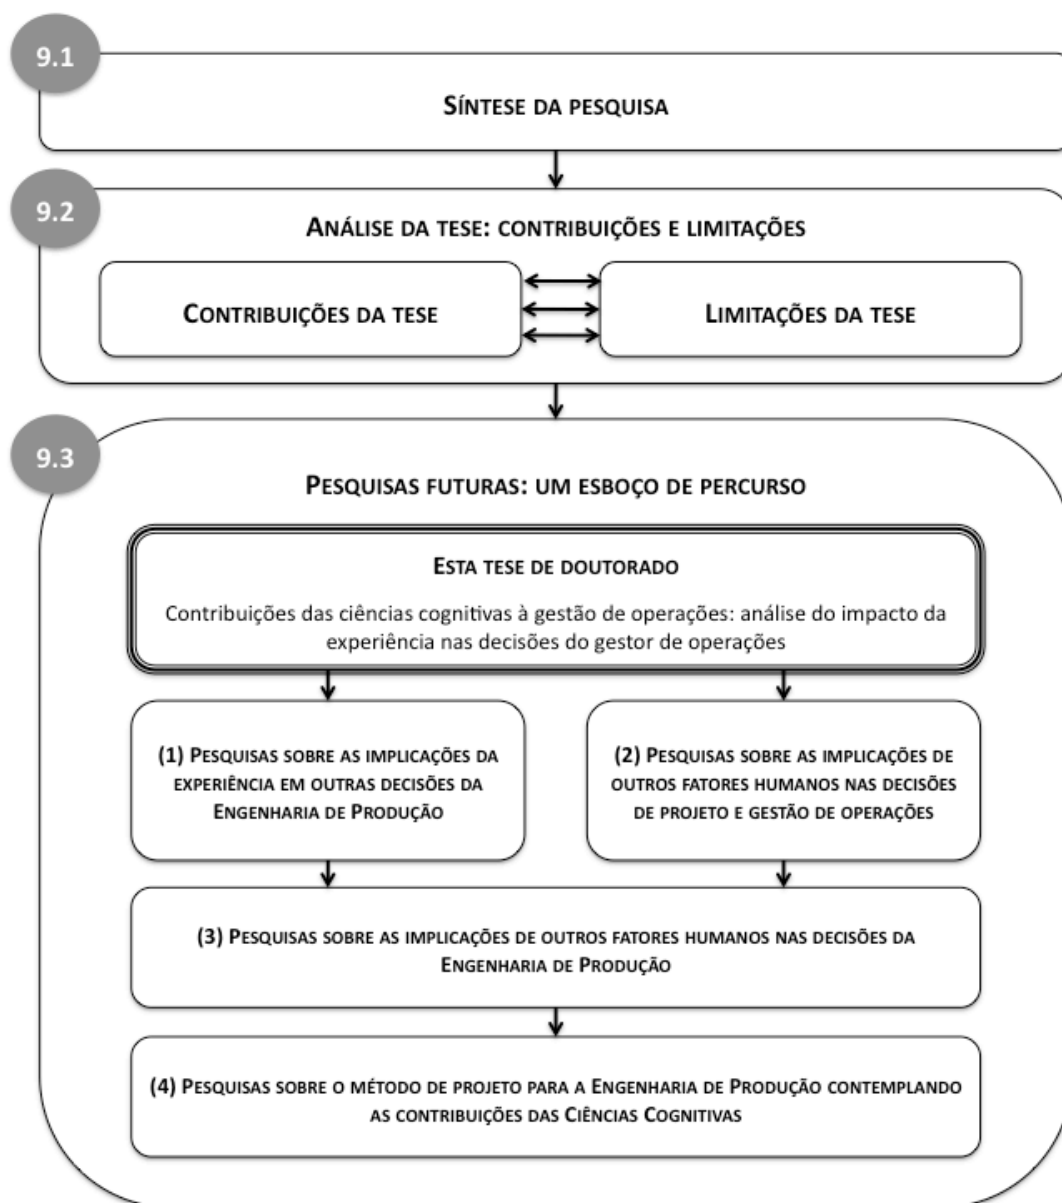 9.1
SÍNTESE DA PESQUISA
9.2
ANÁLISE DA TESE: CONTRIBUIÇÕES E LIMITAÇÕES
CONTRIBUIÇÕES DA TESE
LIMITAÇÕES DA TESE
9.3
PESQUISAS FUTURAS: UM ESBOÇO DE PERCURSO
ESTA TESE DE DOUTORADO
Contribuições das ciências cognitivas à gestão de operações: análise do impacto da
experiência nas decisões do gestor de operações
(1) PESQUISAS SOBRE AS IMPLICAÇÕES DA
EXPERIÊNCIA EM OUTRAS DECISÕES DA
ENGENHARIA DE PRODUÇÃO
(2) PESQUISAS SOBRE AS IMPLICAÇÕES DE
OUTROS FATORES HUMANOS NAS DECISÕES
DE PROJETO E GESTÃO DE OPERAÇÕES
(3) PESQUISAS SOBRE AS IMPLICAÇÕES DE OUTROS FATORES HUMANOS NAS DECISÕES DA
ENGENHARIA DE PRODUÇÃO
(4) PESQUISAS SOBRE O MÉTODO DE PROJETO PARA A ENGENHARIA DE PRODUÇÃO CONTEMPLANDO
AS CONTRIBUIÇÕES DAS CIÊNCIAS COGNITIVAS